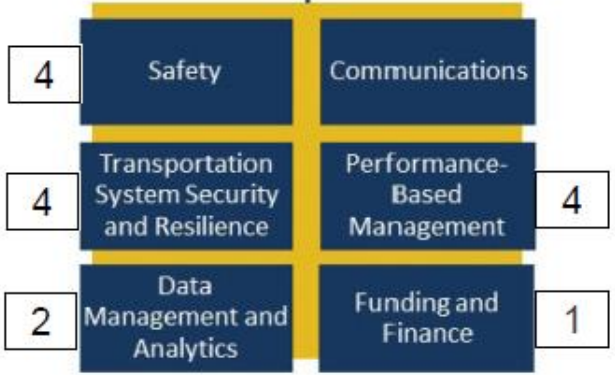 4
Safety
Communications
4
Transportation
System Security
and Resilience
Performance-
Based
Management
4
2
Data
Management and
Analytics
Funding and
Finance
1